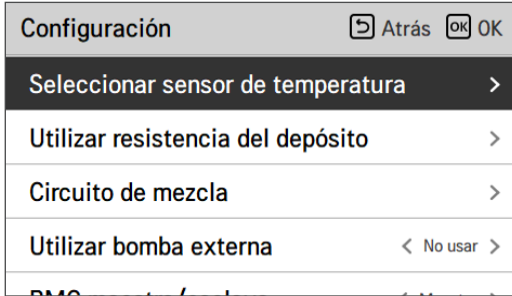 Configuración Atrás OK OK
Seleccionar sensor de temperatura >
Utilizar resistencia del depósito >
Circuito de mezcla >
Utilizar bomba externa < No usar >